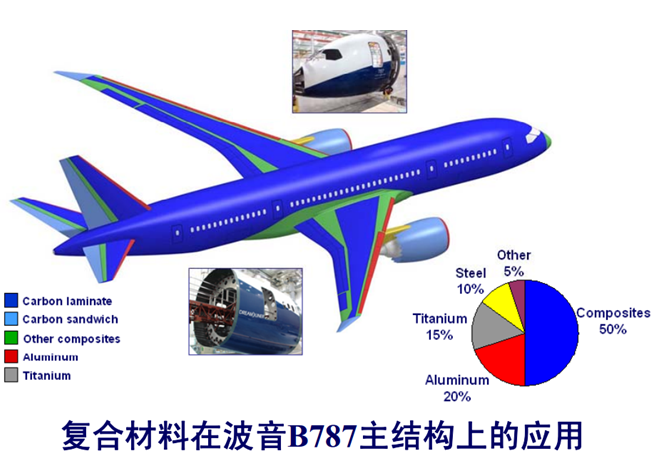 Carbon laminate
Carbon sandwich
Other composites
Aluminum
Titanium
Other
5%
Steel
10%
Titanium
15%
Aluminum
20%
Composites
50%
复合材料在波音B787主结构上的应用